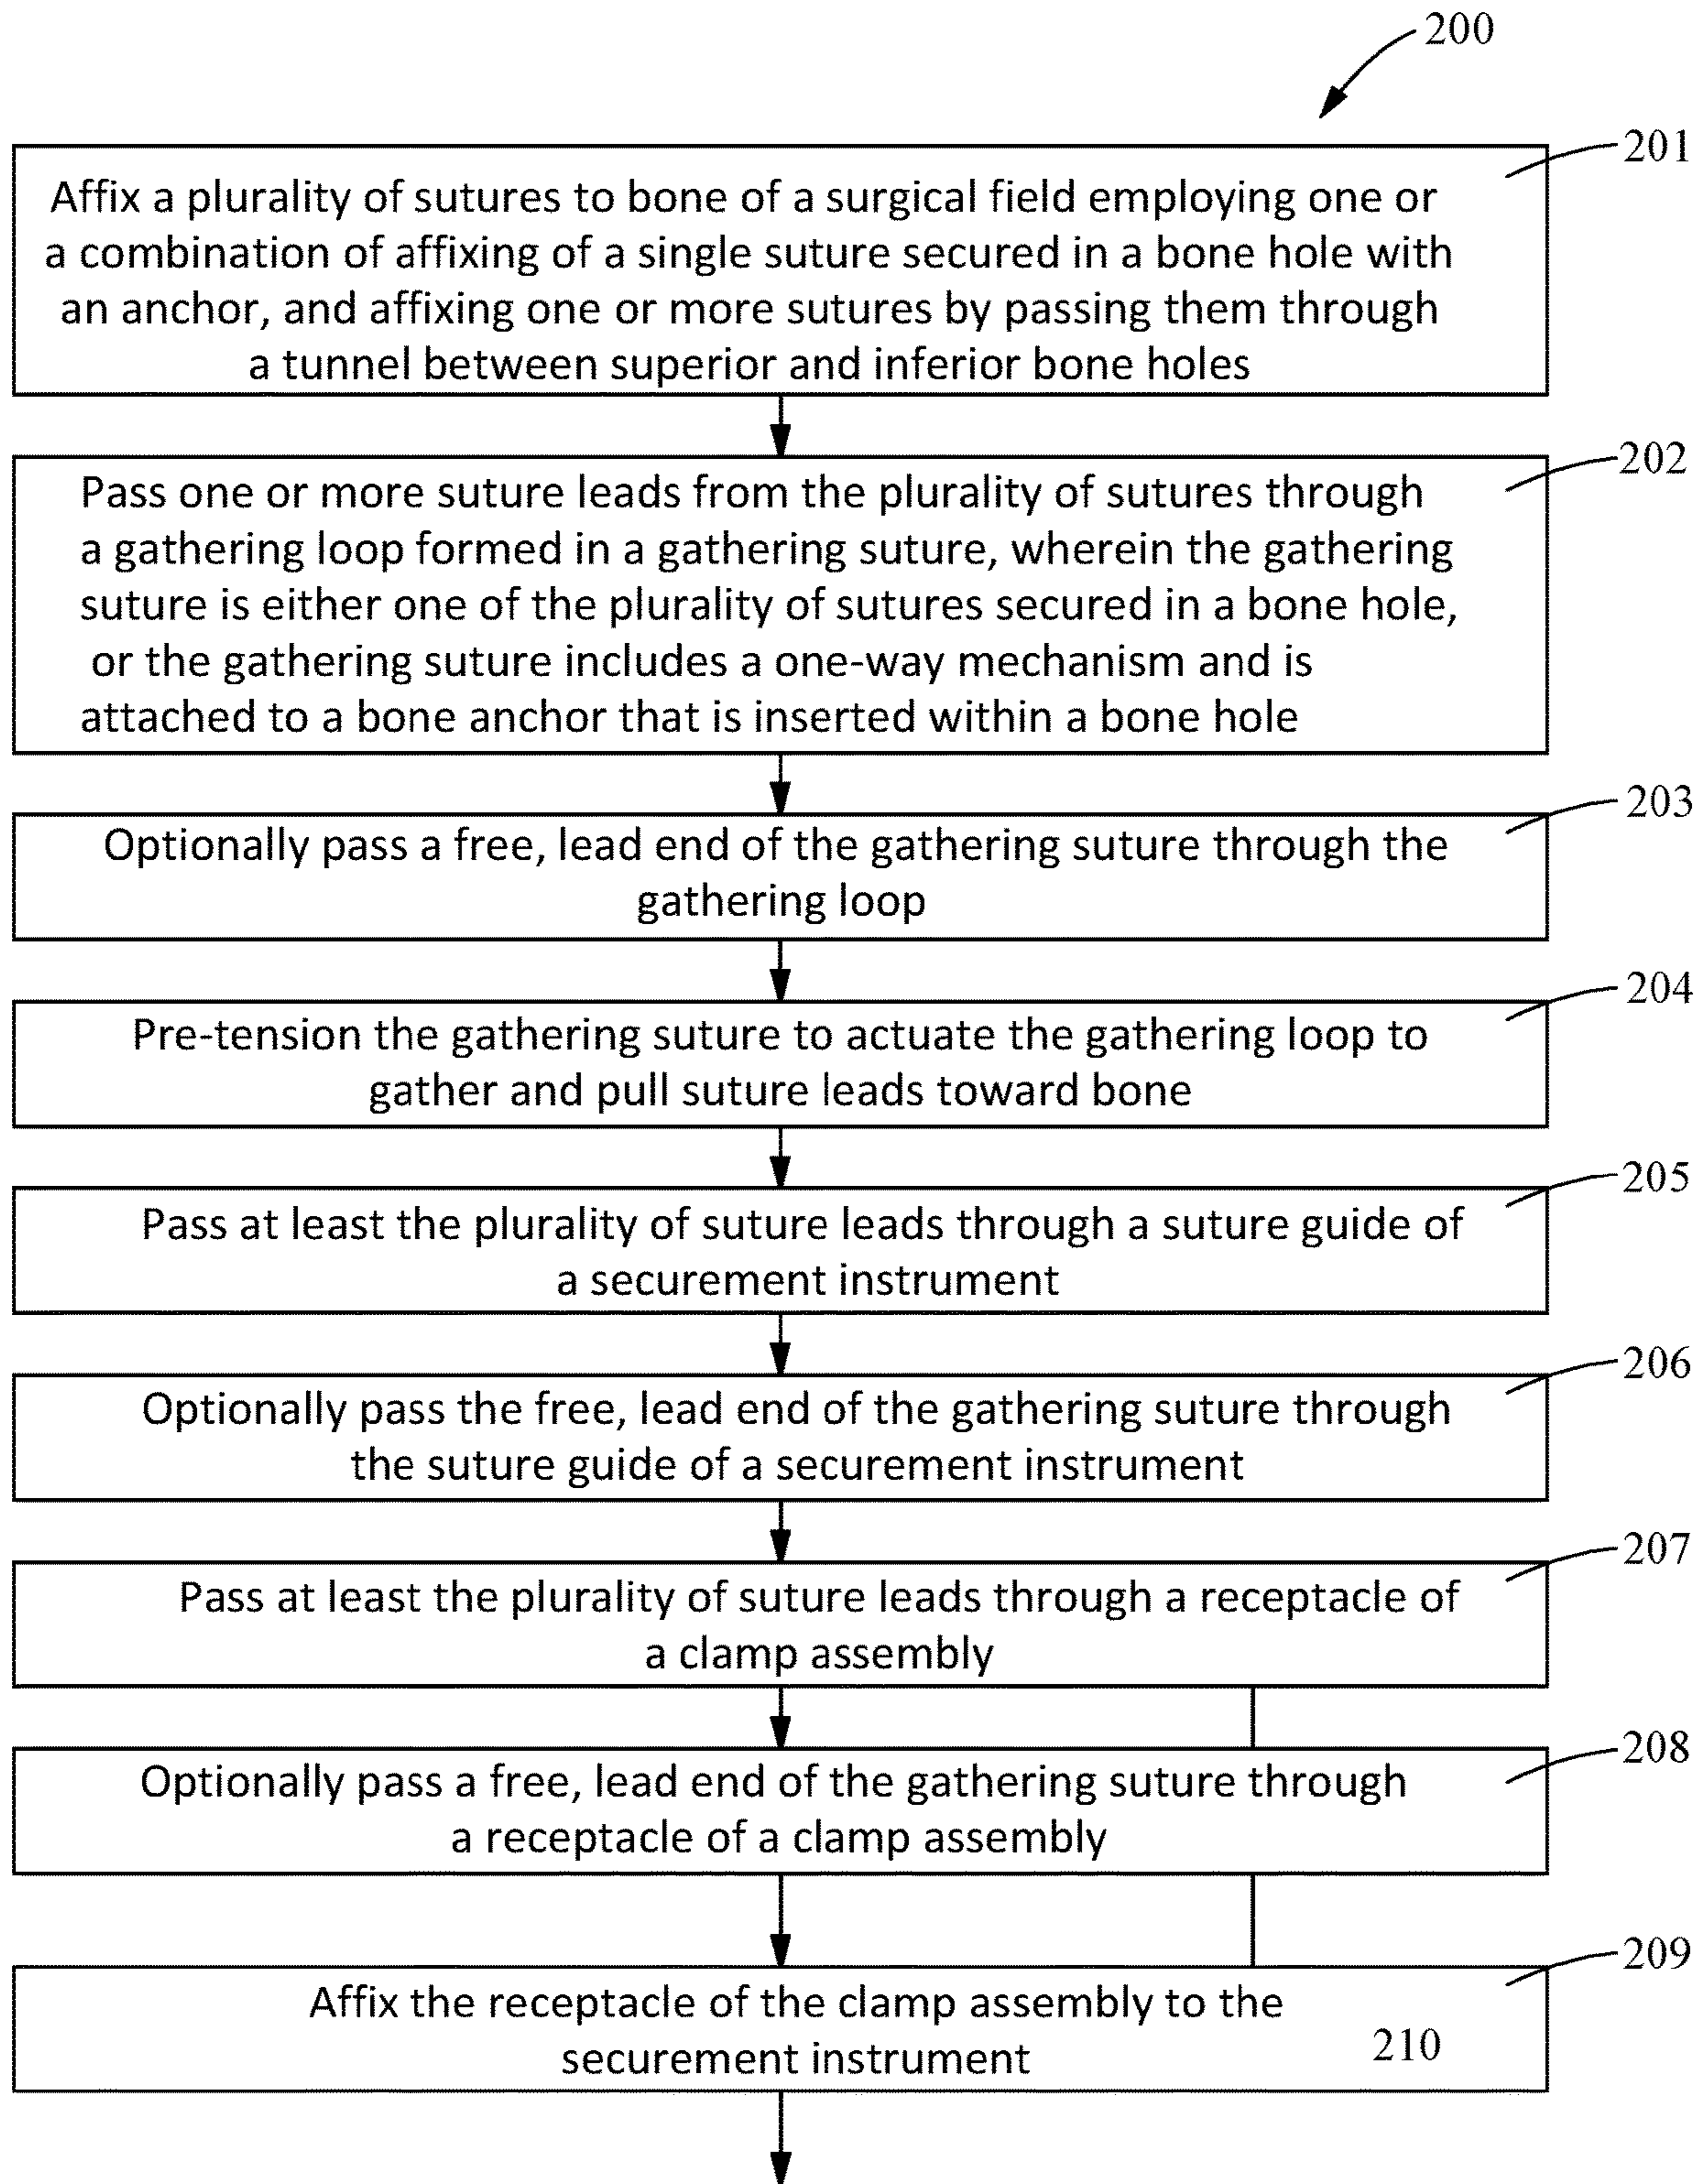 200
201
Affix a plurality of sutures to bone of a surgical field employing one or
a combination of affixing of a single suture secured in a bone hole with
an anchor, and affixing one or more sutures by passing them through
a tunnel between superior and inferior bone holes
202
Pass one or more suture leads from the plurality of sutures through
a gathering loop formed in a gathering suture, wherein the gathering
suture is either one of the plurality of sutures secured in a bone hole,
or the gathering suture includes a one-way mechanism and is
attached to a bone anchor that is inserted within a bone hole
203
Optionally pass a free, lead end of the gathering suture through the
gathering loop
204
Pre-tension the gathering suture to actuate the gathering loop to
gather and pull suture leads toward bone
205
Pass at least the plurality of suture leads through a suture guide of
a securement instrument
206
Optionally pass the free, lead end of the gathering suture through
the suture guide of a securement instrument
207
Pass at least the plurality of suture leads through a receptacle of
a clamp assembly
208
Optionally pass a free, lead end of the gathering suture through
a receptacle of a clamp assembly
209
Affix the receptacle of the clamp assembly to the
securement instrument
210